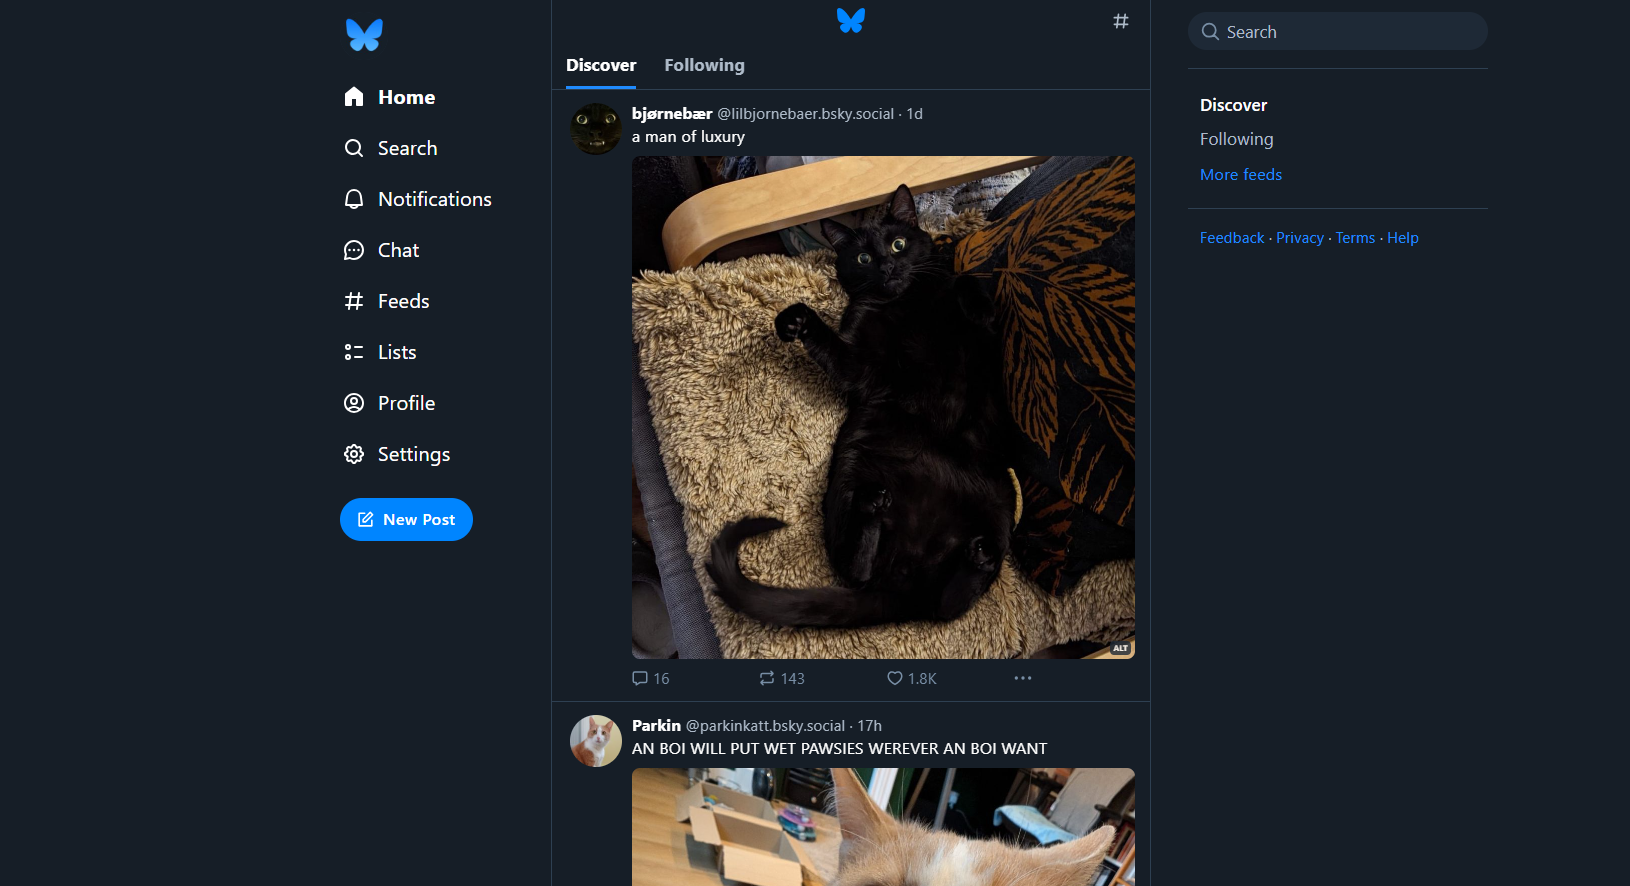 Home
Search
Notifications
Chat
Feeds
Lists
Profile
Settings
New Post
Discover Following
bjørnebær @lilbjornebaer.bsky.social · 1d
a man of luxury
ALT
16 143 1.8K
Parkin @parkinkatt.bsky.social · 17h
AN BOI WILL PUT WET PAWSIES WEREVER AN BOI WANT
Search
Discover
Following
More feeds
Feedback · Privacy · Terms · Help